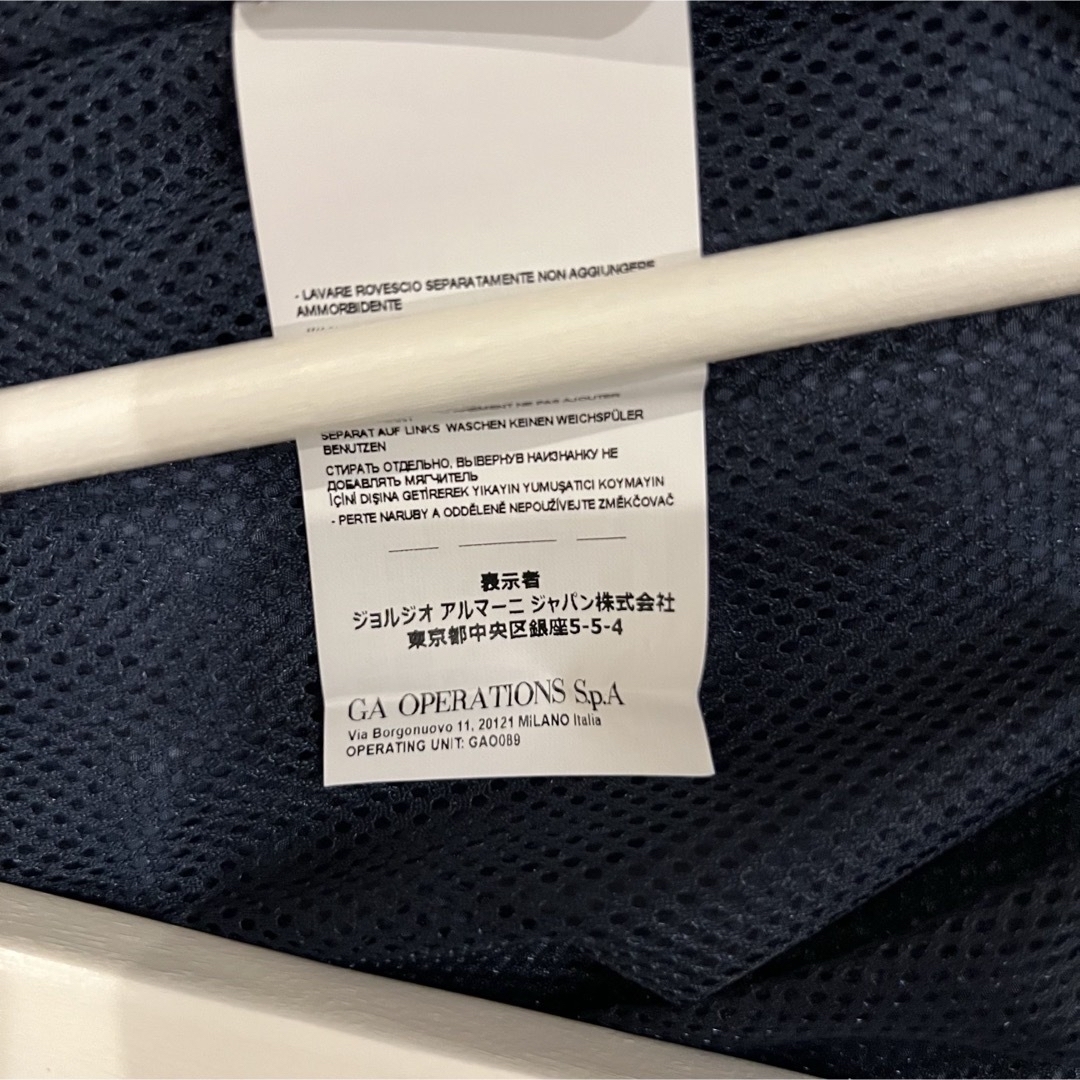 - LAVARE ROVESCIO SEPARATAMENTE NON AGGIUNGERE
AMMORBIDENTE
NE PAS AJOUTER
SEPARAT AUF LINKS WASCHEN KEINEN WEICHSPÜLER
BENUTZEN
СТИРАТЬ ОТДЕЛЬНО, ВЫВЕРНУВ НАИЗНАНКУ НЕ
ДОБАВЛЯТЬ МЯГЧИТЕЛЬ
İÇİNİ DIŞINA GETİREREK YIKAYIN YUMUŞATICI KOYMAYIN
- PERTE NARUBY A ODDĚLENĚ NEPOUŽÍVEJTE ZMĚKČOVAČ
表示者
ジョルジオ アルマーニ ジャパン株式会社
東京都中央区銀座5-5-4
GA OPERATIONS S.p.A
Via Borgonuovo 11, 20121 MiLANO Italia
OPERATING UNIT: GAO089